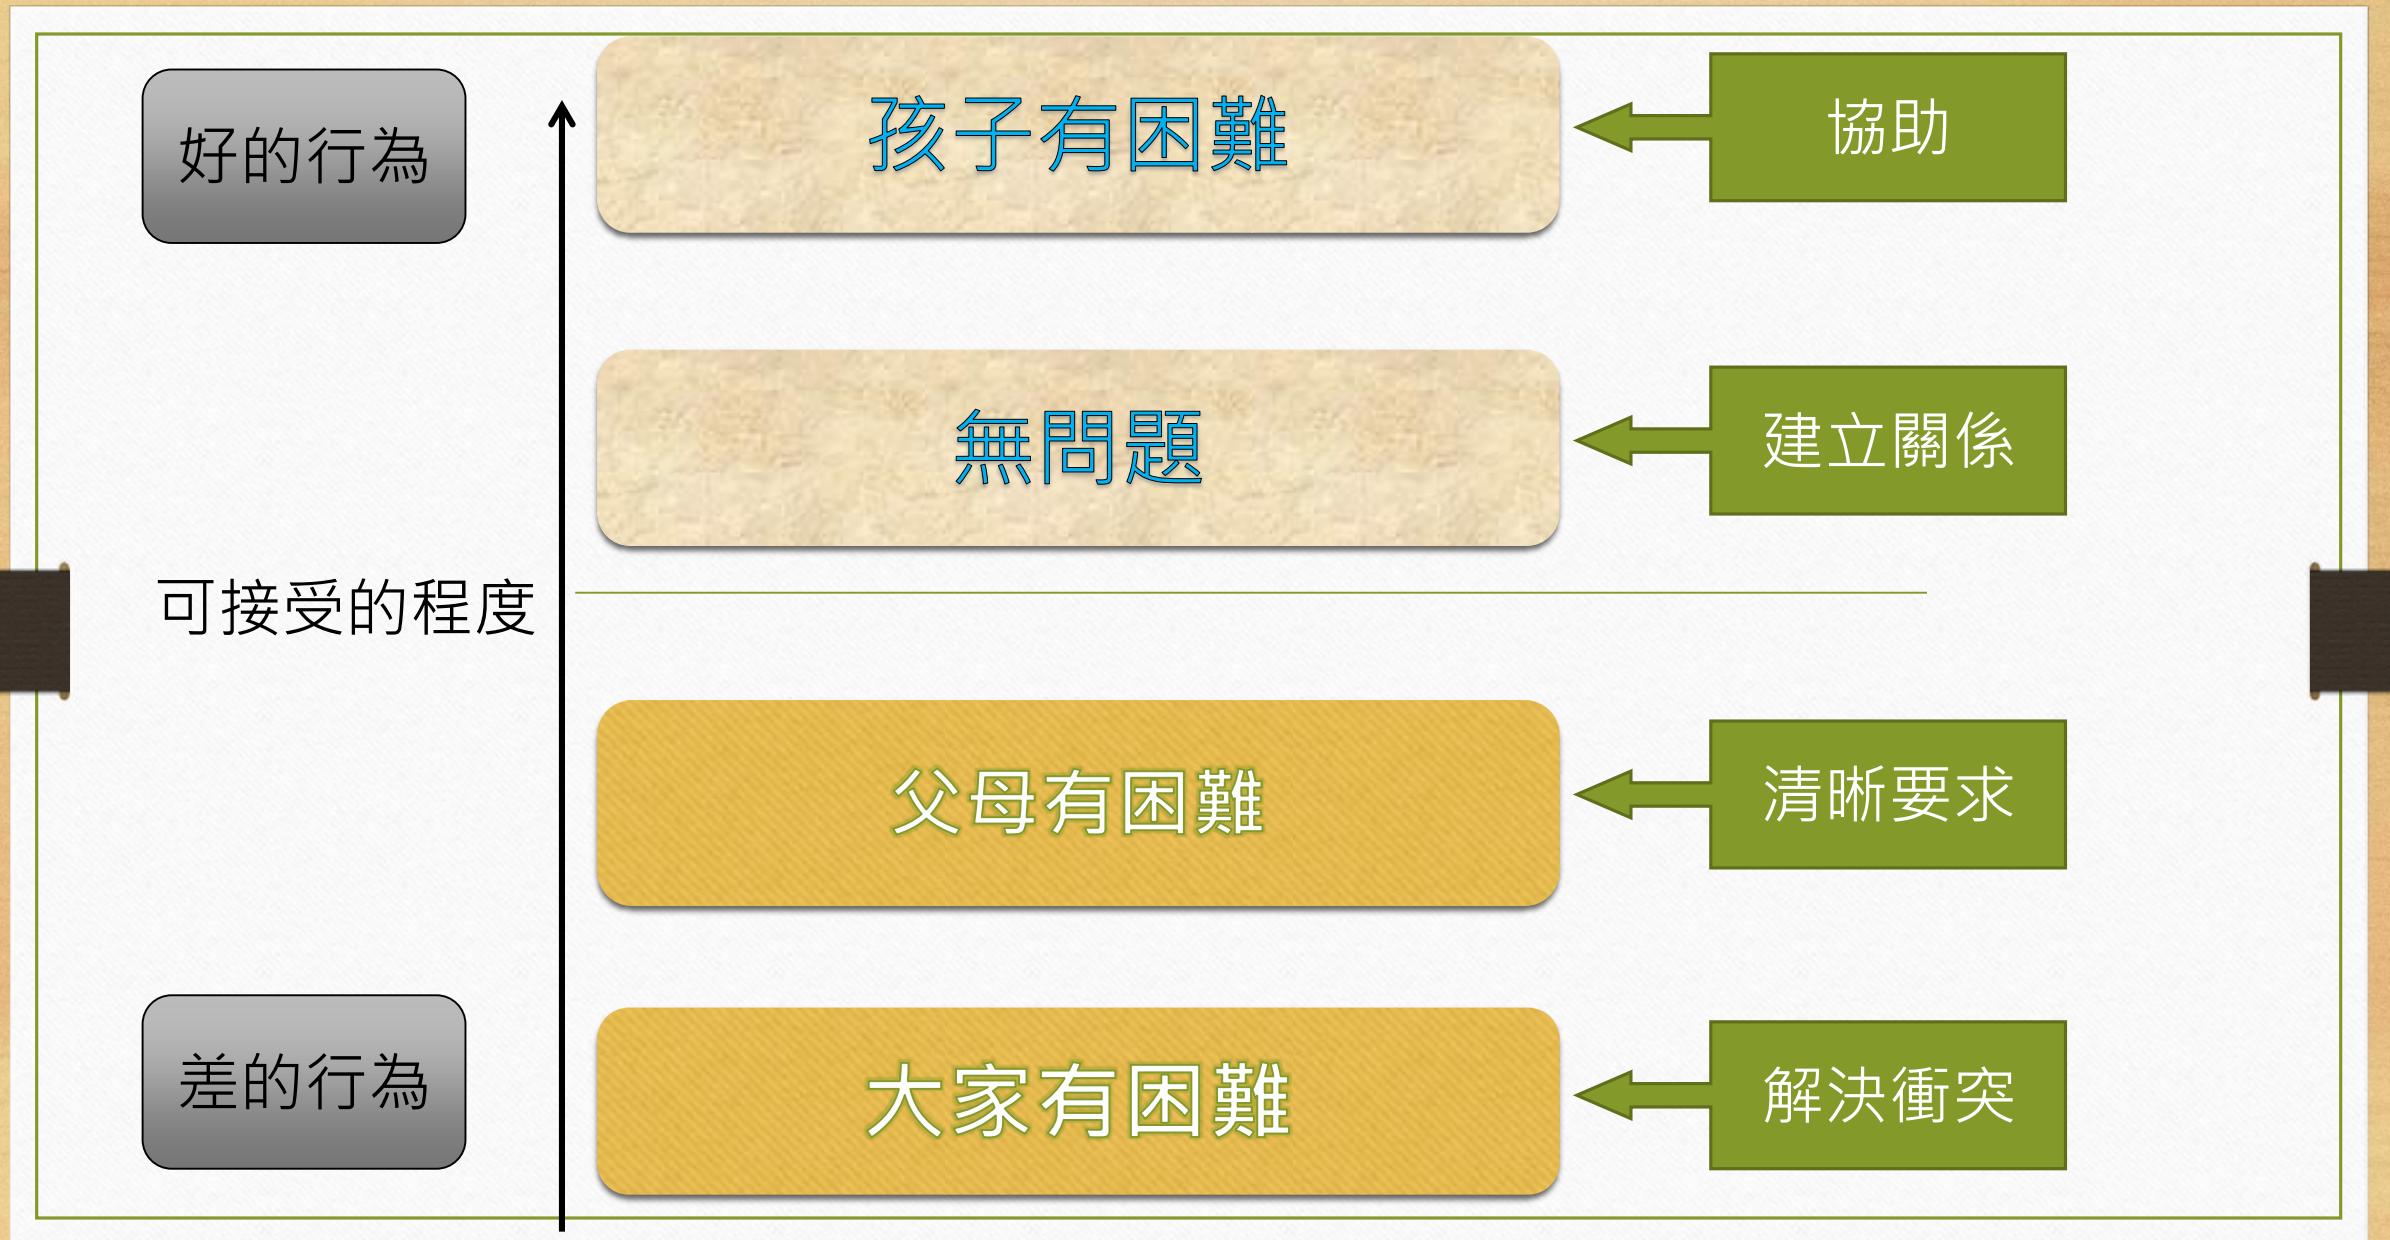 好的行為
孩子有困難
協助
無問題
建立關係
可接受的程度
父母有困難
清晰要求
差的行為
大家有困難
解決衝突